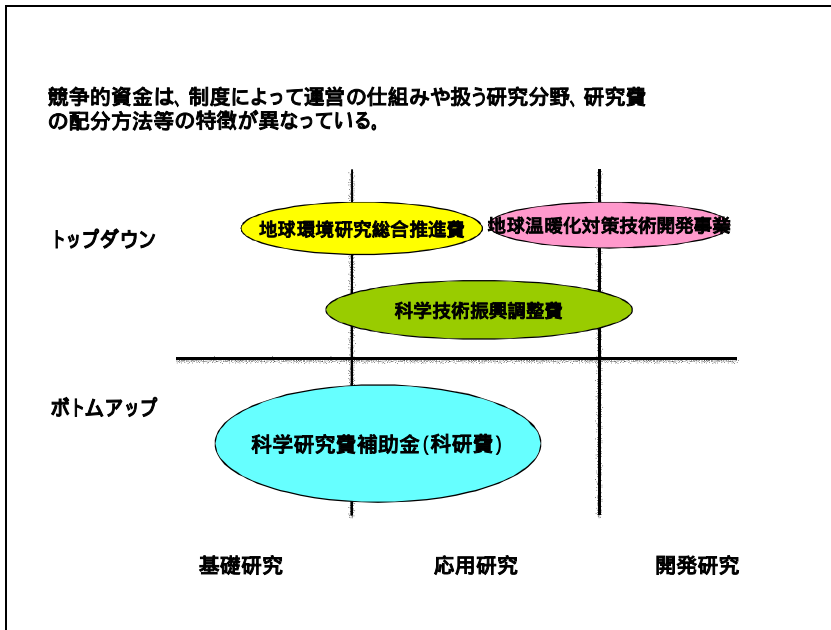 競争的資金は、制度によって運営の仕組みや扱う研究分野、研究費
の配分方法等の特徴が異なっている。
トップダウン
地球環境研究総合推進費
地球温暖化対策技術開発事業
科学技術振興調整費
ボトムアップ
科学研究費補助金(科研費)
基礎研究
応用研究
開発研究